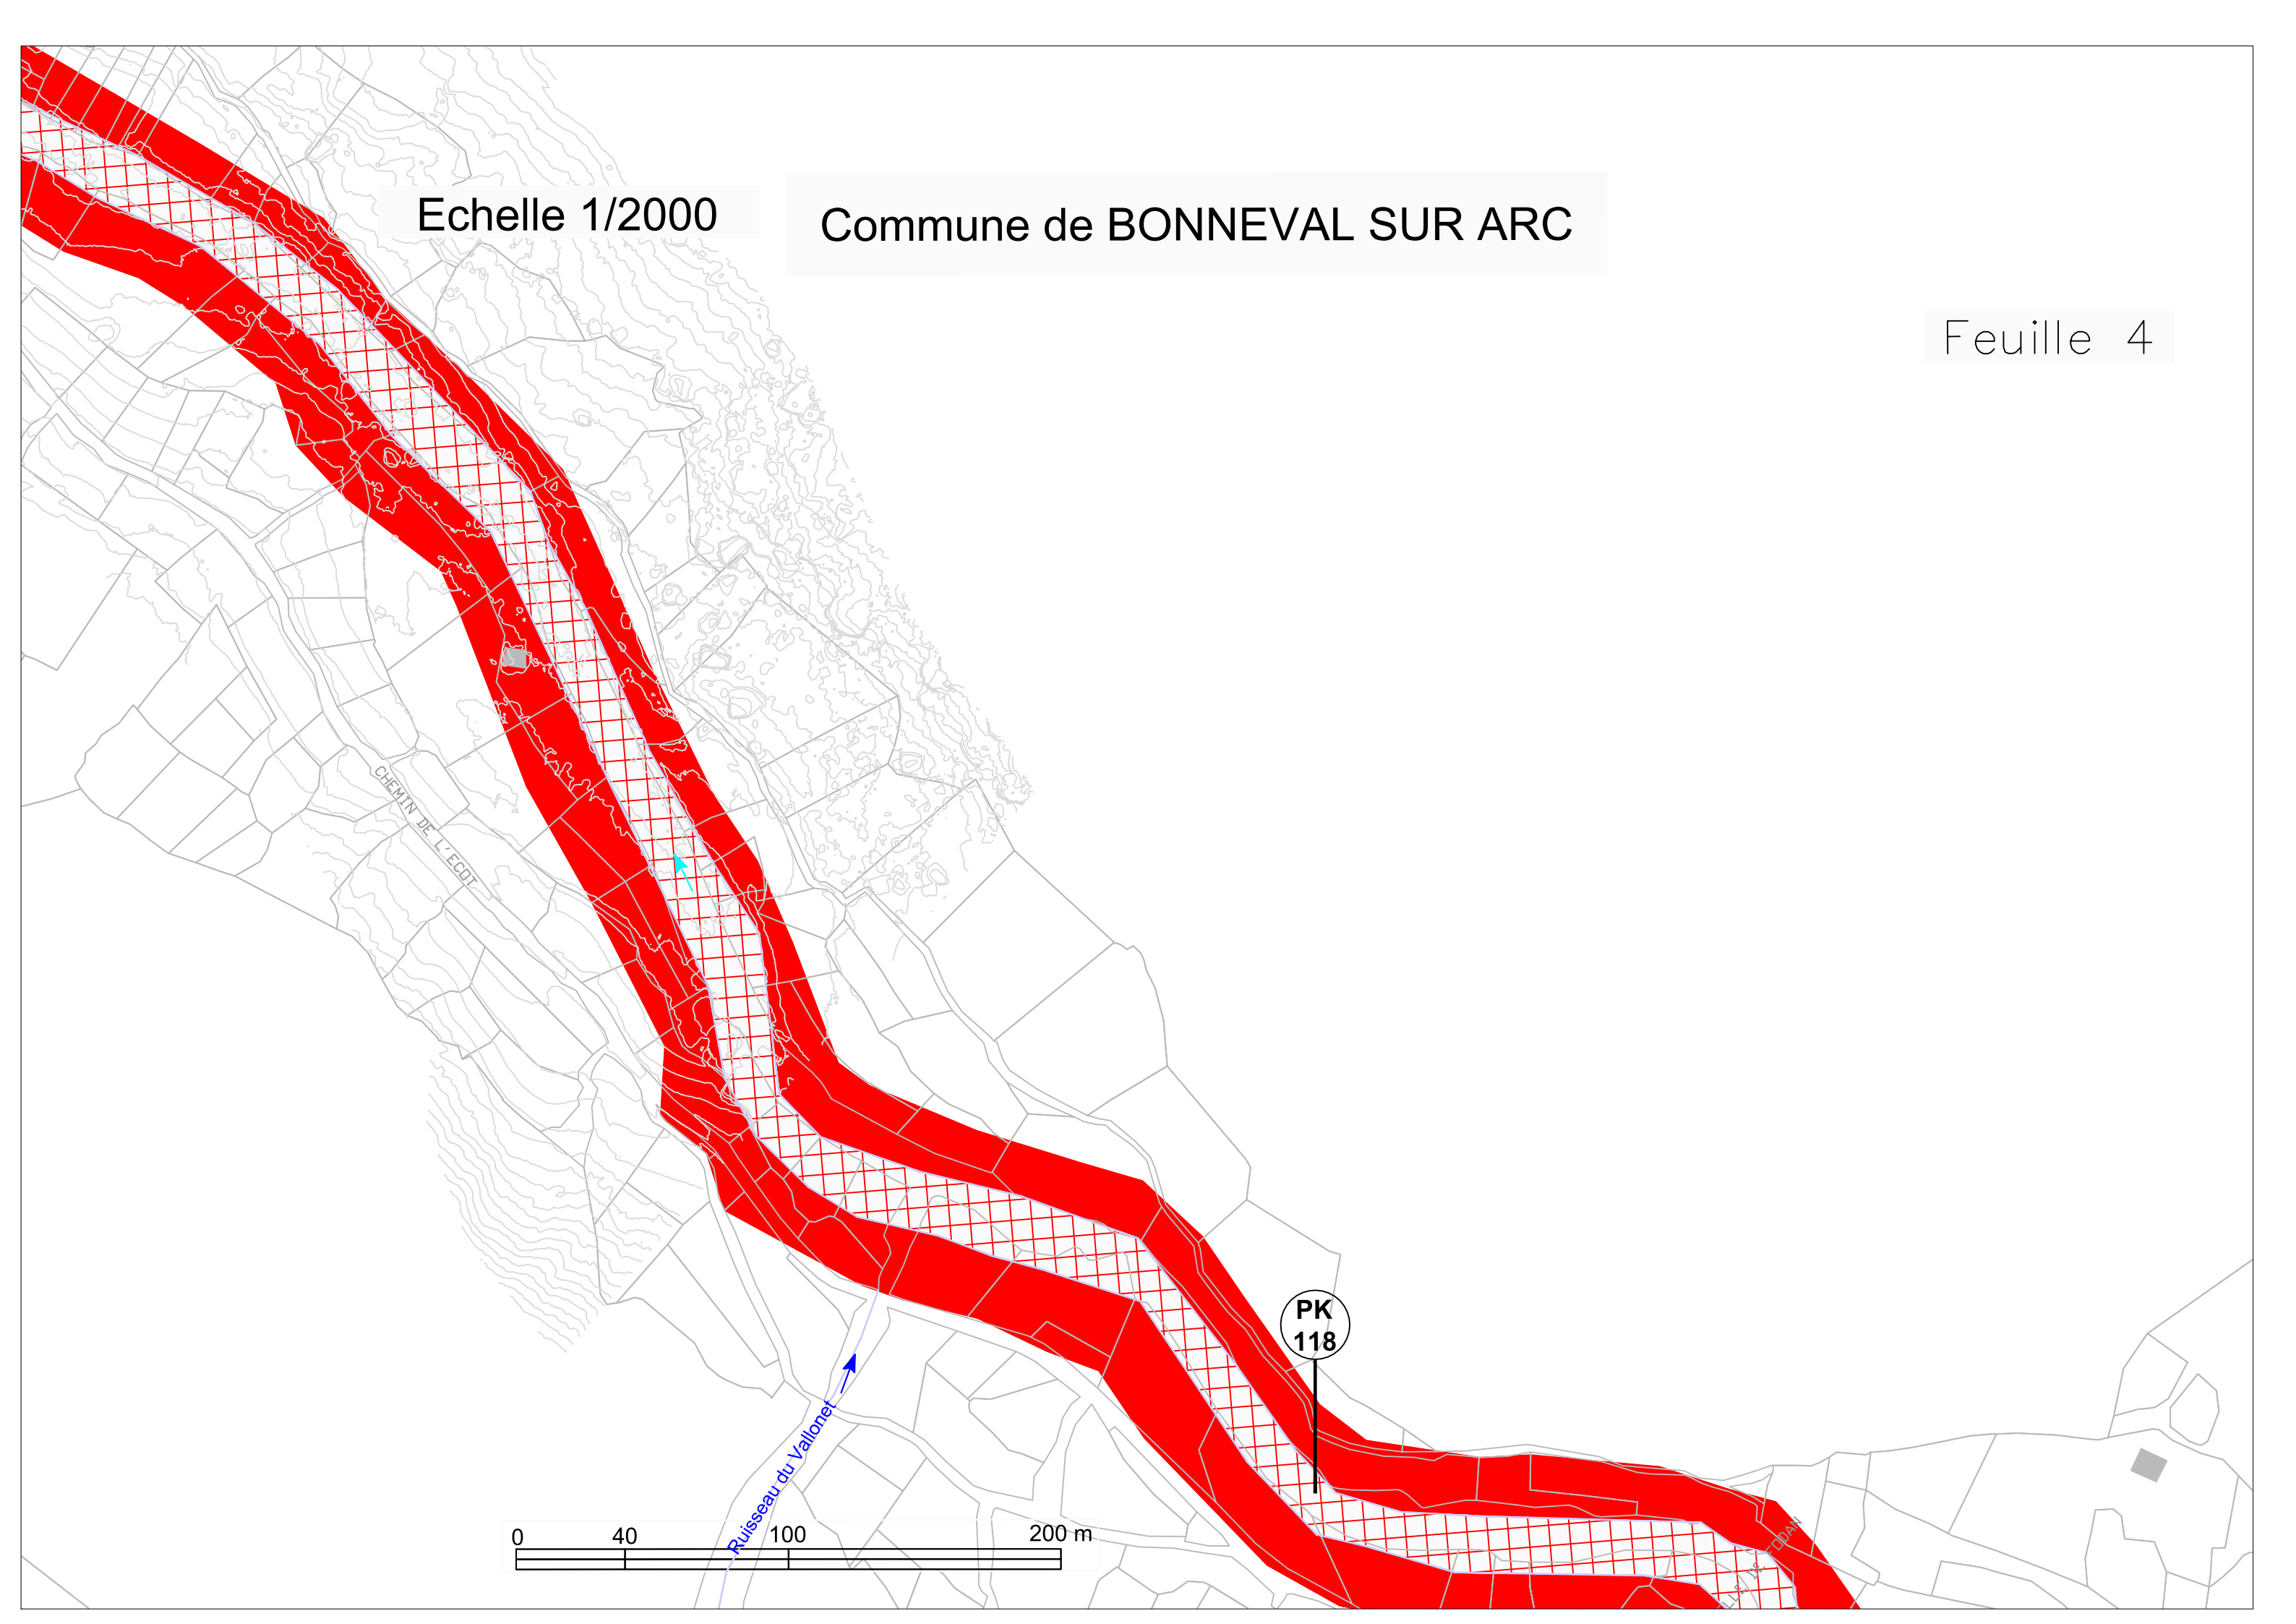 Echelle 1/2000
Commune de BONNEVAL SUR ARC
Feuille 4
CHEMIN DE L'ECOT
PK
118
Ruisseau du Vallonet
0 40 100 200 m